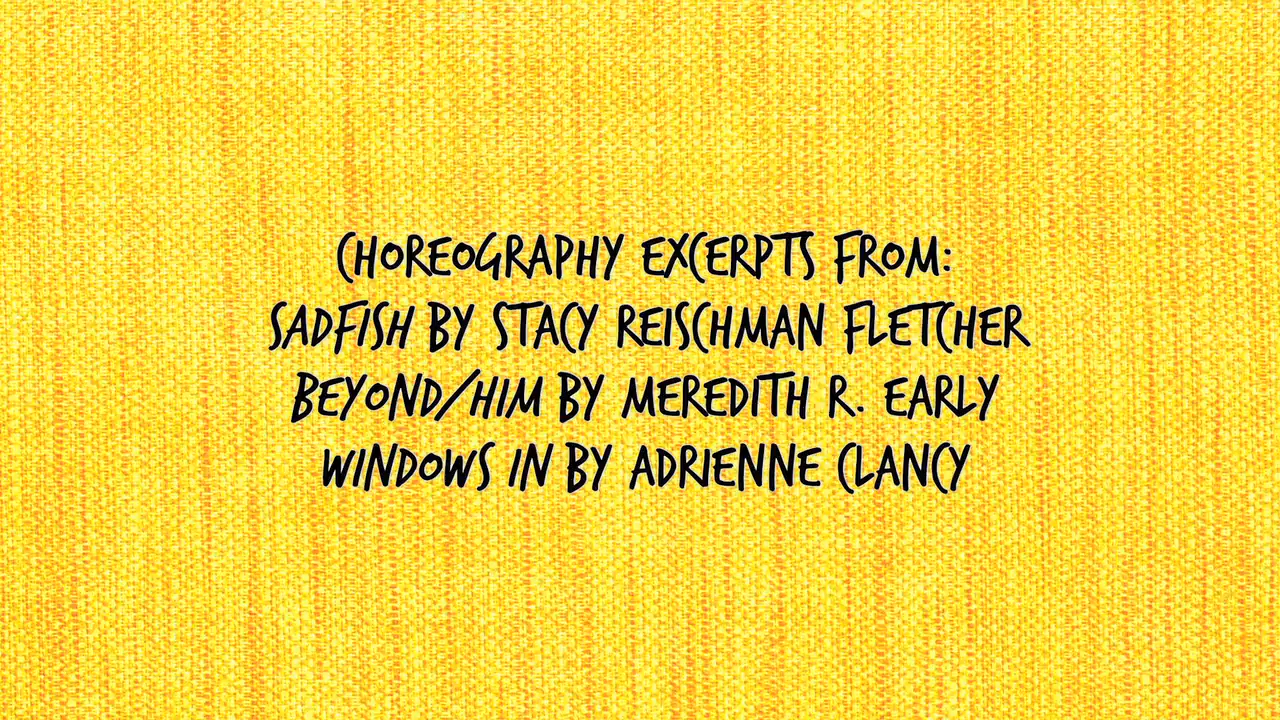 CHOREOGRAPHY EXCERPTS FROM:
SADFISH BY STACY REISCHMAN FLETCHER
BEYOND/HIM BY MEREDITH R. EARLY
WINDOWS IN BY ADRIENNE CLANCY